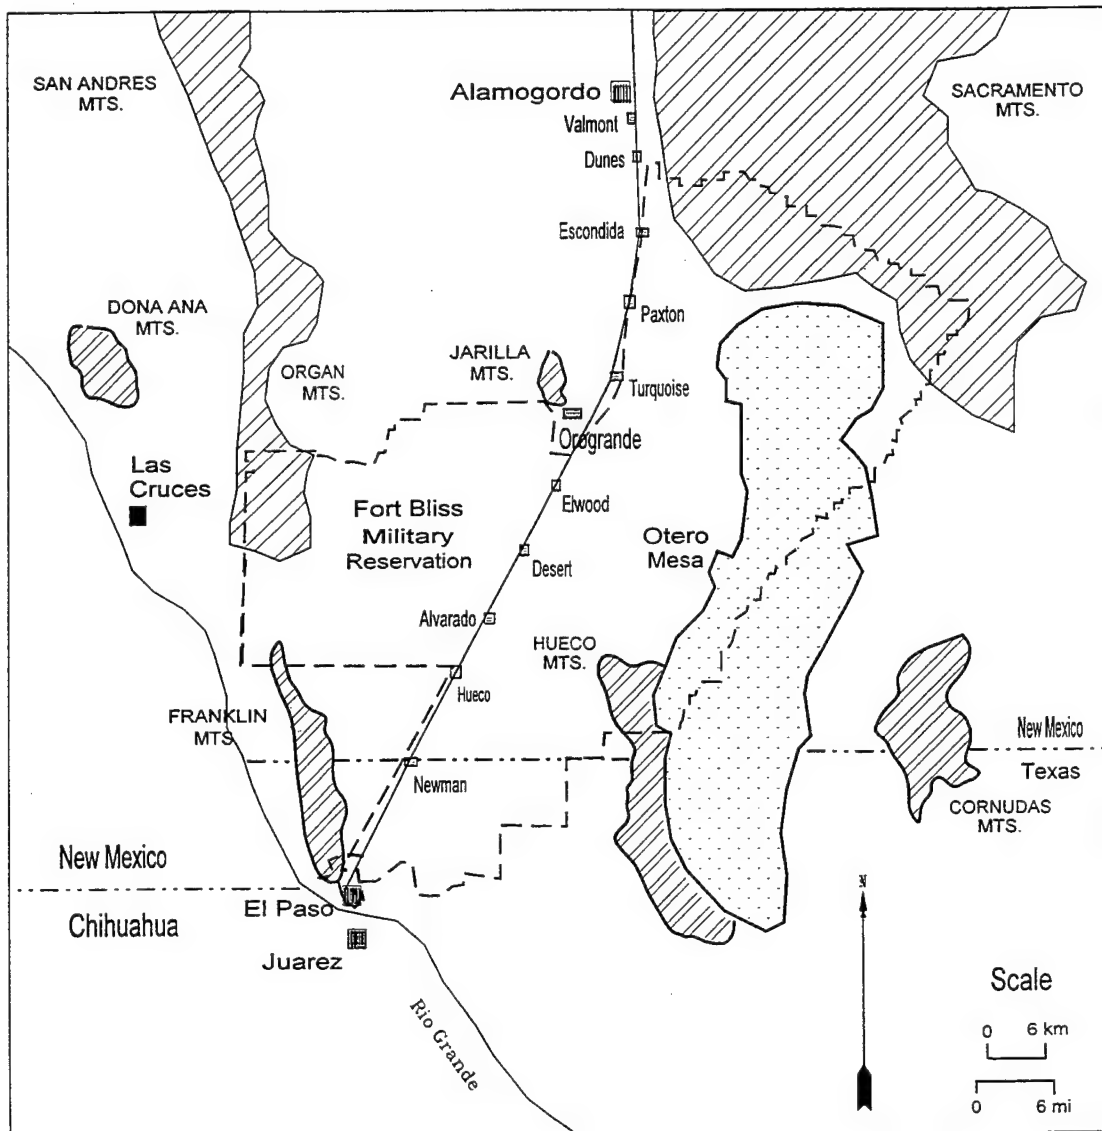 SAN ANDRES
MTS.
Alamogordo
SACRAMENTO
MTS.
Valmont
Dunes
Escondida
DONA ANA
MTS.
Paxton
JARILLA
MTS.
ORGAN
MTS.
Turquoise
Orogrande
Las
Cruces
Elwood
Fort Bliss
Military
Reservation
Otero
Mesa
Desert
Alvarado
HUECO
MTS.
Hueco
FRANKLIN
MTS
New Mexico
Texas
Newman
CORNUDAS
MTS.
New Mexico
Chihuahua
El Paso
Juarez
N
Rio Grande
Scale
0 6 km
0 6 mi